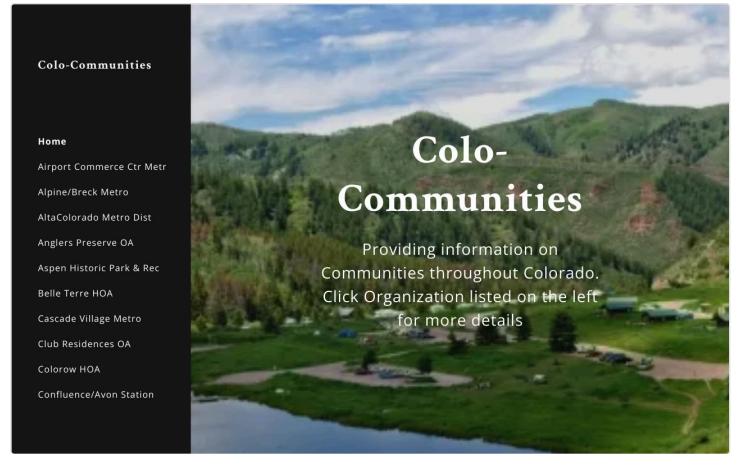 Colo-Communities
Home
Airport Commerce Ctr Metr
Alpine/Breck Metro
AltaColorado Metro Dist
Anglers Preserve OA
Aspen Historic Park & Rec
Belle Terre HOA
Cascade Village Metro
Club Residences OA
Colorow HOA
Confluence/Avon Station
Colo-
Communities
Providing information on
Communities throughout Colorado.
Click Organization listed on the left
for more details